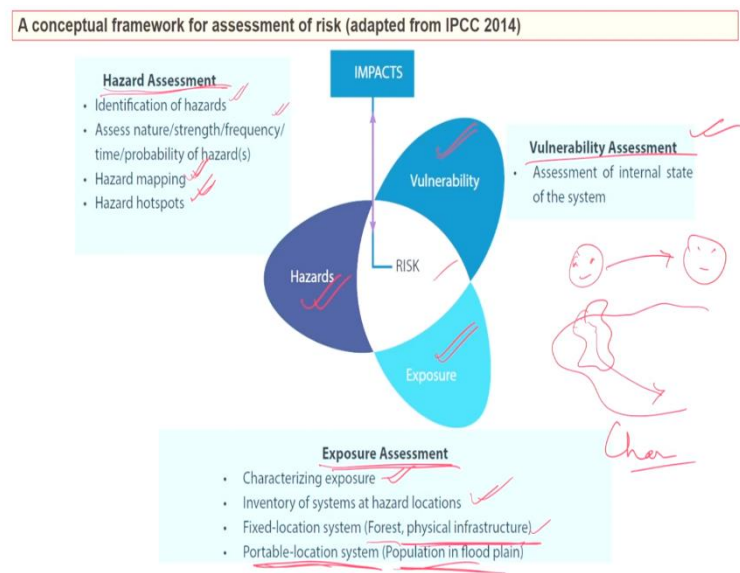 A conceptual framework for assessment of risk (adapted from IPCC 2014)
Hazard Assessment
• Identification of hazards
• Assess nature/strength/frequency/
time/probability of hazard(s)
• Hazard mapping
• Hazard hotspots
IMPACTS
Vulnerability
Vulnerability Assessment
• Assessment of internal state
of the system
Hazards
RISK
Exposure
Char
Exposure Assessment
• Characterizing exposure
• Inventory of systems at hazard locations
• Fixed-location system (Forest, physical infrastructure)
• Portable-location system (Population in flood plain)